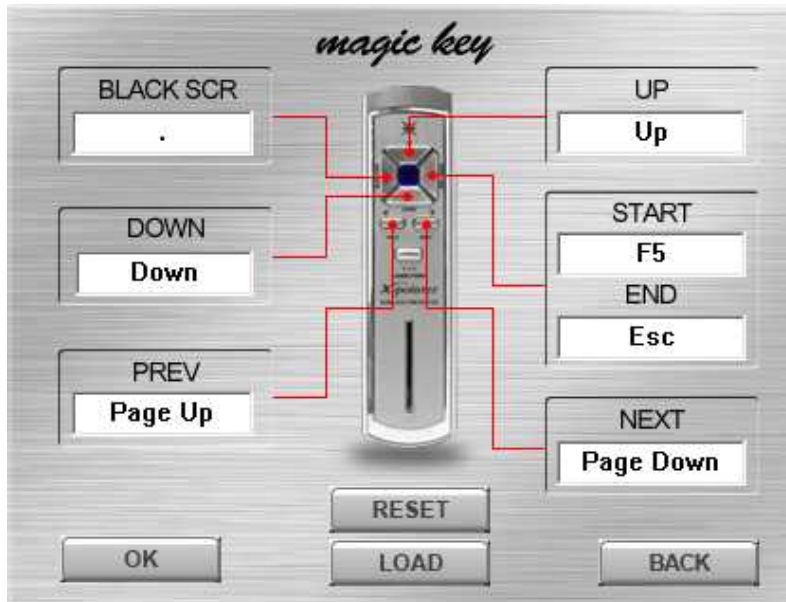 magic key
BLACK SCR
.
DOWN
Down
PREV
Page Up
X-pointer
UP
Up
START
F5
END
Esc
NEXT
Page Down
RESET
OK
LOAD
BACK